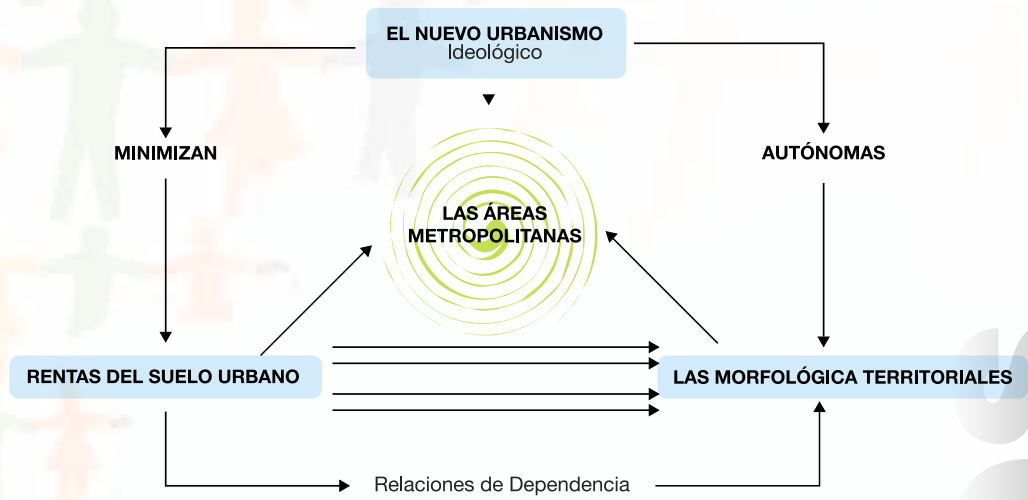 EL NUEVO URBANISMO
Ideológico
MINIMIZAN
AUTÓNOMAS
LAS ÁREAS
METROPOLITANAS
RENTAS DEL SUELO URBANO
LAS MORFOLÓGICA TERRITORIALES
Relaciones de Dependencia